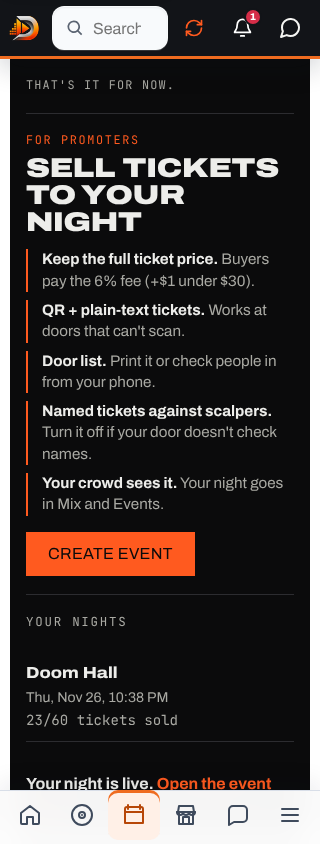 Search
1
THAT'S IT FOR NOW.
FOR PROMOTERS
SELL TICKETS
TO YOUR
NIGHT
Keep the full ticket price. Buyers
pay the 6% fee (+$1 under $30).
QR + plain-text tickets. Works at
doors that can't scan.
Door list. Print it or check people in
from your phone.
Named tickets against scalpers.
Turn it off if your door doesn't check
names.
Your crowd sees it. Your night goes
in Mix and Events.
CREATE EVENT
YOUR NIGHTS
Doom Hall
Thu, Nov 26, 10:38 PM
23/60 tickets sold
Your night is live. Open the event